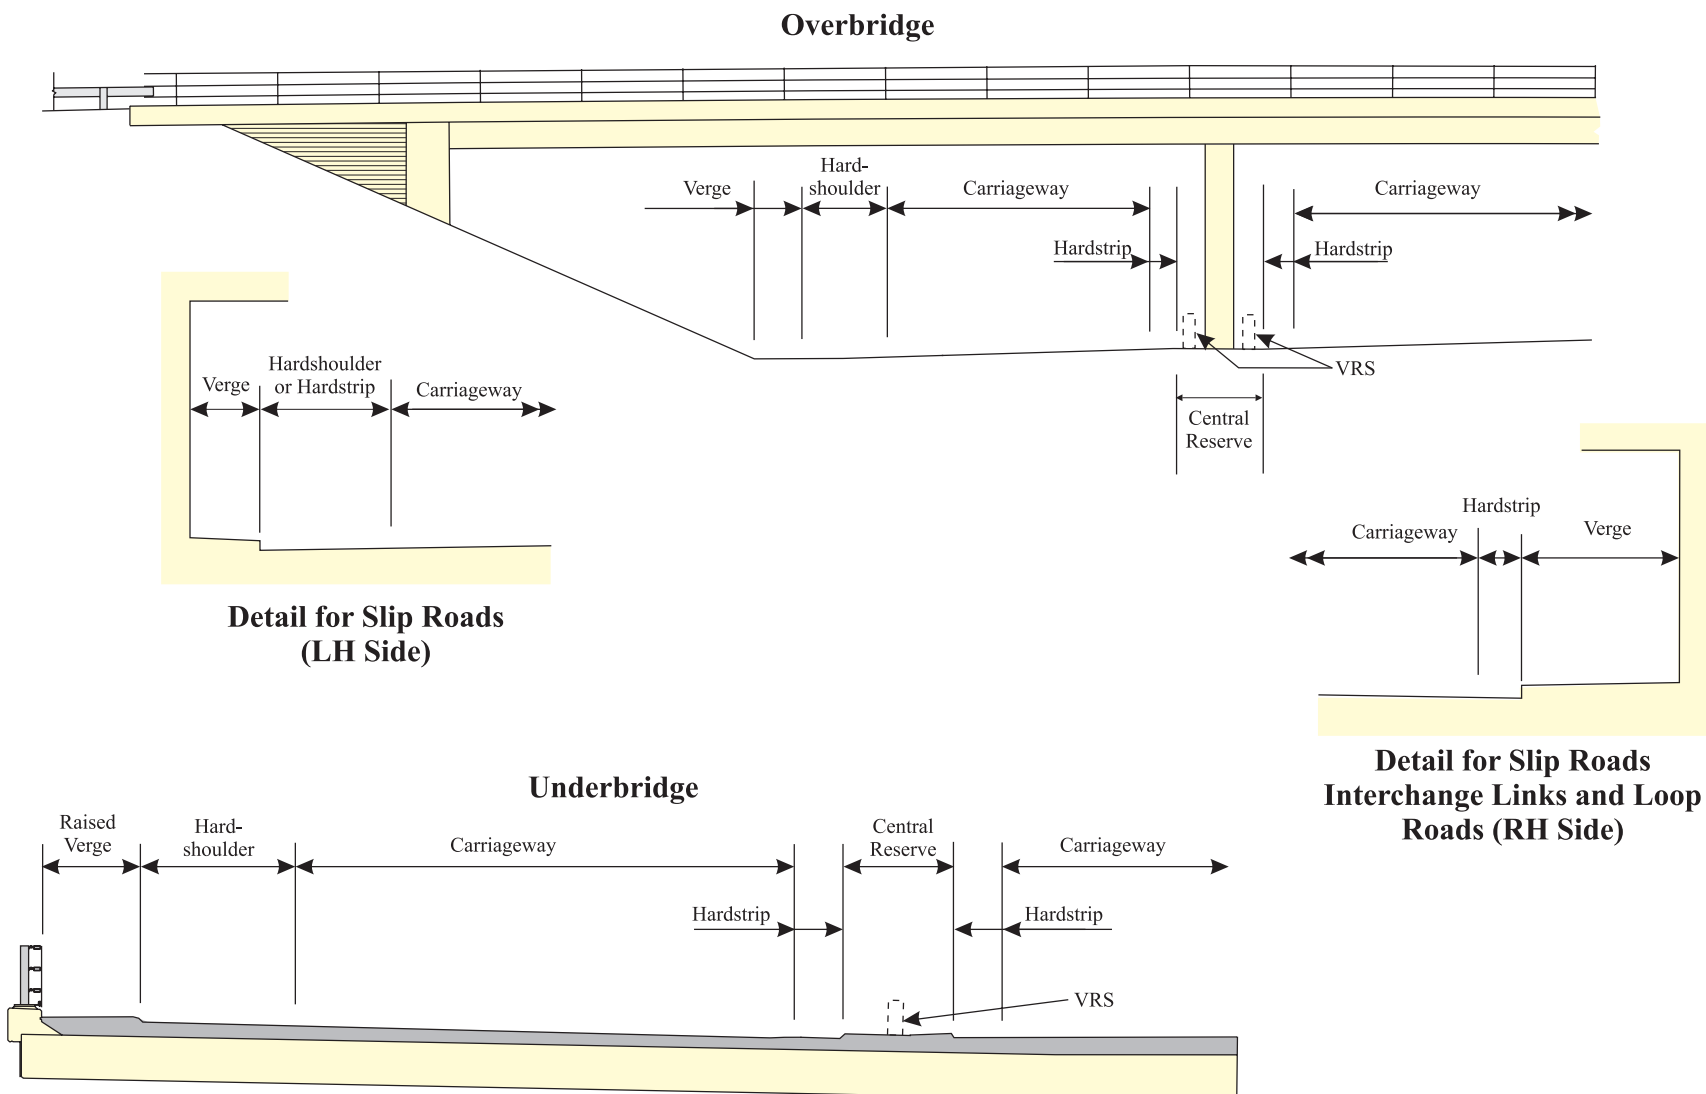 Overbridge
Verge
Hard-
shoulder
Carriageway
Carriageway
Hardstrip
Hardstrip
VRS
Central
Reserve
Verge
Hardshoulder
or Hardstrip
Carriageway
Detail for Slip Roads
(LH Side)
Carriageway
Hardstrip
Verge
Detail for Slip Roads
Interchange Links and Loop
Roads (RH Side)
Underbridge
Raised
Verge
Hard-
shoulder
Carriageway
Central
Reserve
Carriageway
Hardstrip
Hardstrip
VRS